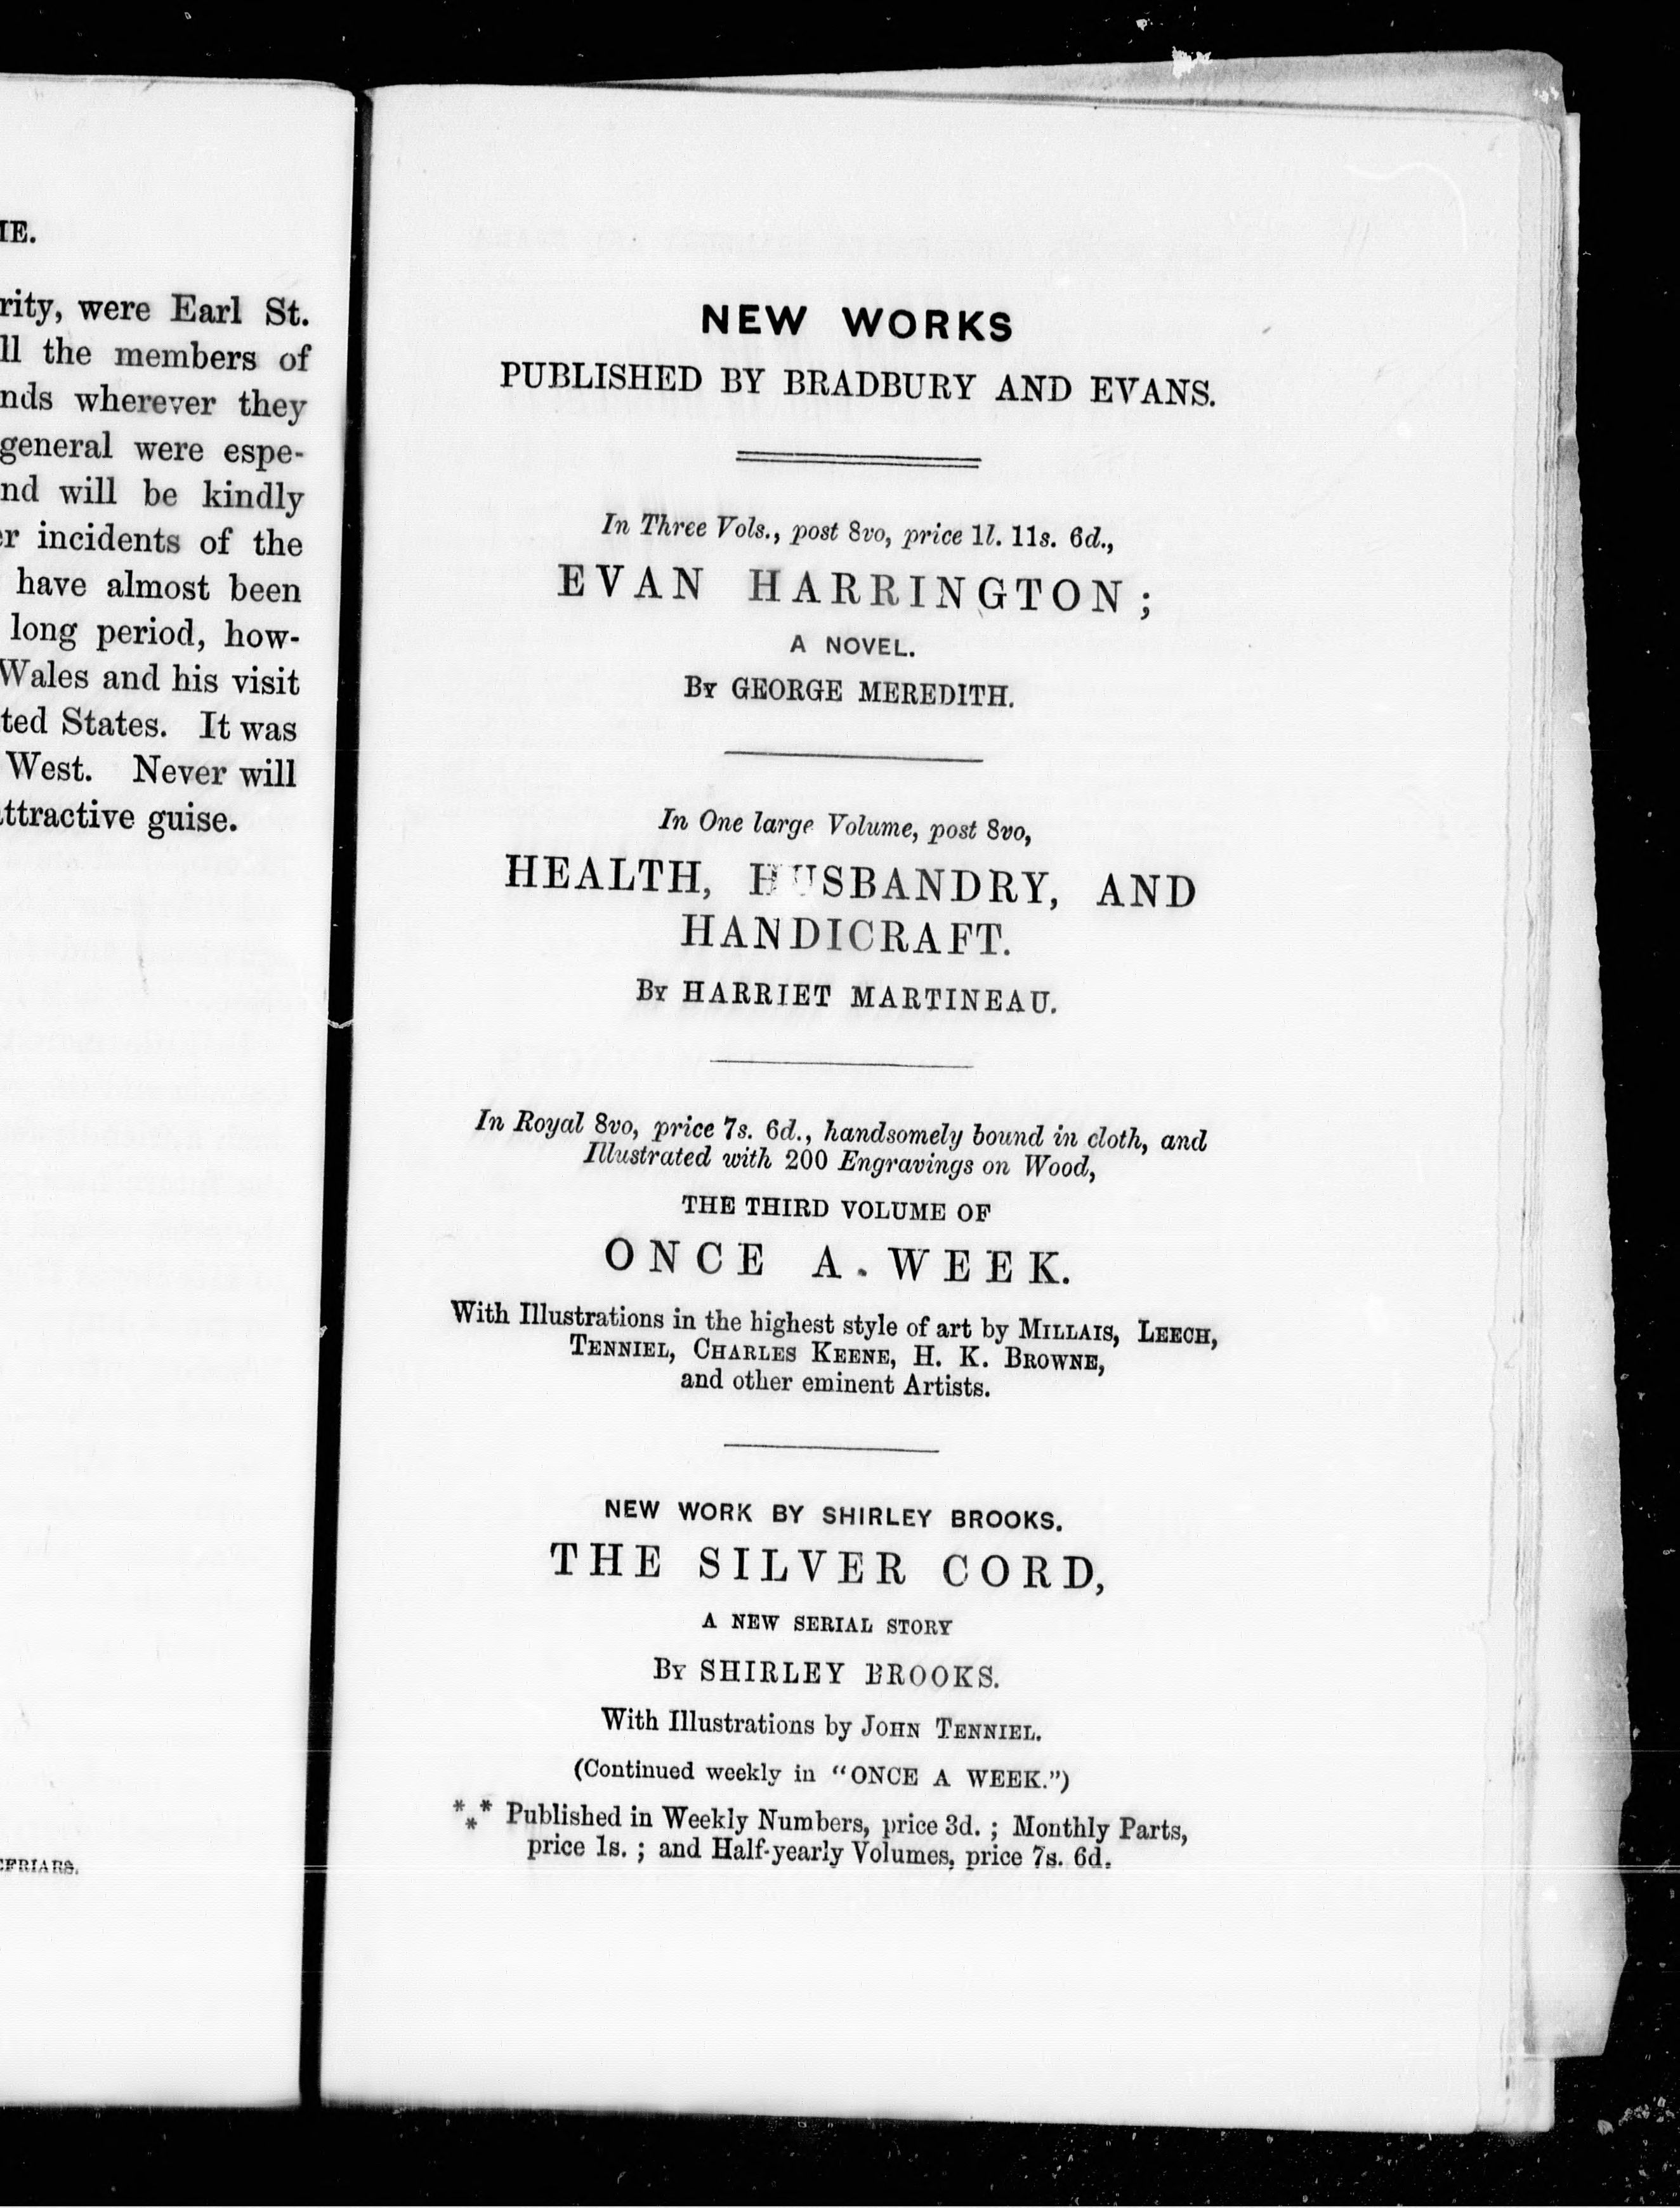 IE.
rity, were Earl St.
ll the members of
nds wherever they
general were espe-
nd will be kindly
er incidents of the
have almost been
long period, how-
Wales and his visit
ted States. It was
West. Never will
attractive guise.
CFRIARS.
NEW WORKS
PUBLISHED BY BRADBURY AND EVANS.
In Three Vols., post 8vo, price 1l. 11s. 6d.,
EVAN HARRINGTON;
A NOVEL.
By GEORGE MEREDITH.
In One large Volume, post 8vo,
HEALTH, HUSBANDRY, AND
HANDICRAFT.
By HARRIET MARTINEAU.
In Royal 8vo, price 7s. 6d., handsomely bound in cloth, and
Illustrated with 200 Engravings on Wood,
THE THIRD VOLUME OF
ONCE A WEEK.
With Illustrations in the highest style of art by MILLAIS, LEECH,
TENNIEL, CHARLES KEENE, H. K. BROWNE,
and other eminent Artists.
NEW WORK BY SHIRLEY BROOKS.
THE SILVER CORD,
A NEW SERIAL STORY
By SHIRLEY BROOKS.
With Illustrations by JOHN TENNIEL.
(Continued weekly in "ONCE A WEEK.")
*** Published in Weekly Numbers, price 3d. ; Monthly Parts,
price 1s. ; and Half-yearly Volumes, price 7s. 6d.